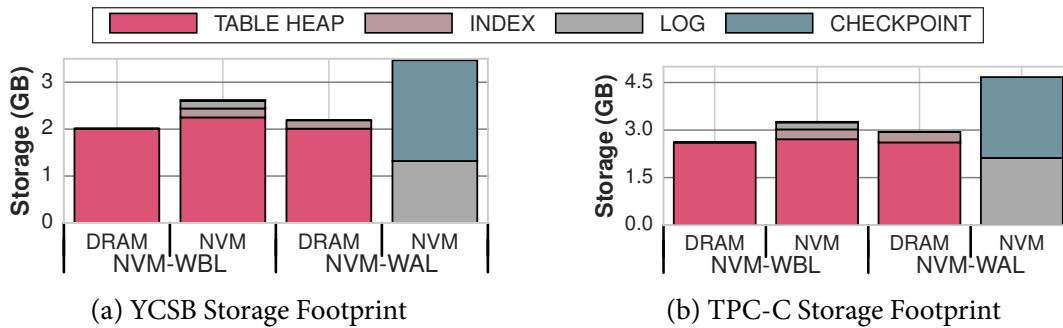 TABLE HEAP INDEX LOG CHECKPOINT
Storage (GB)
3
2
1
0
DRAM NVM DRAM NVM
NVM-WBL NVM-WAL
(a) YCSB Storage Footprint
Storage (GB)
4.5
3.0
1.5
0.0
DRAM NVM DRAM NVM
NVM-WBL NVM-WAL
(b) TPC-C Storage Footprint